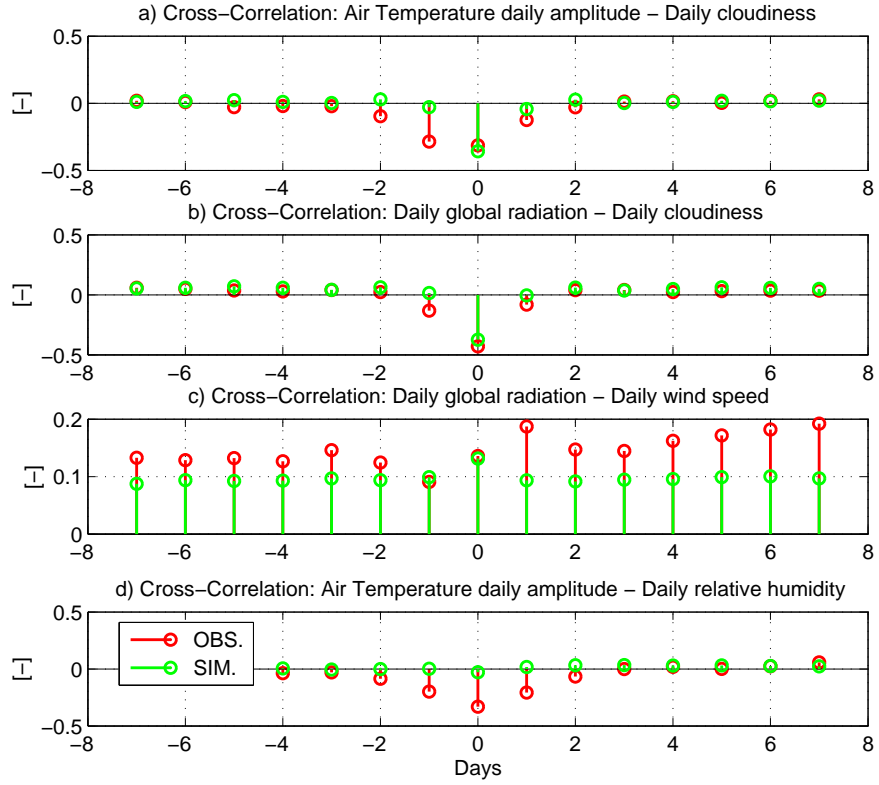 a) Cross−Correlation: Air Temperature daily amplitude − Daily cloudiness
0.5
0
−0.5
[−]
−8 −6 −4 −2 0 2 4 6 8
b) Cross−Correlation: Daily global radiation − Daily cloudiness
0.5
0
−0.5
[−]
−8 −6 −4 −2 0 2 4 6 8
c) Cross−Correlation: Daily global radiation − Daily wind speed
0.2
0.1
0
[−]
−8 −6 −4 −2 0 2 4 6 8
d) Cross−Correlation: Air Temperature daily amplitude − Daily relative humidity
0.5
0
−0.5
[−]
OBS.
SIM.
−8 −6 −4 −2 0 2 4 6 8
Days